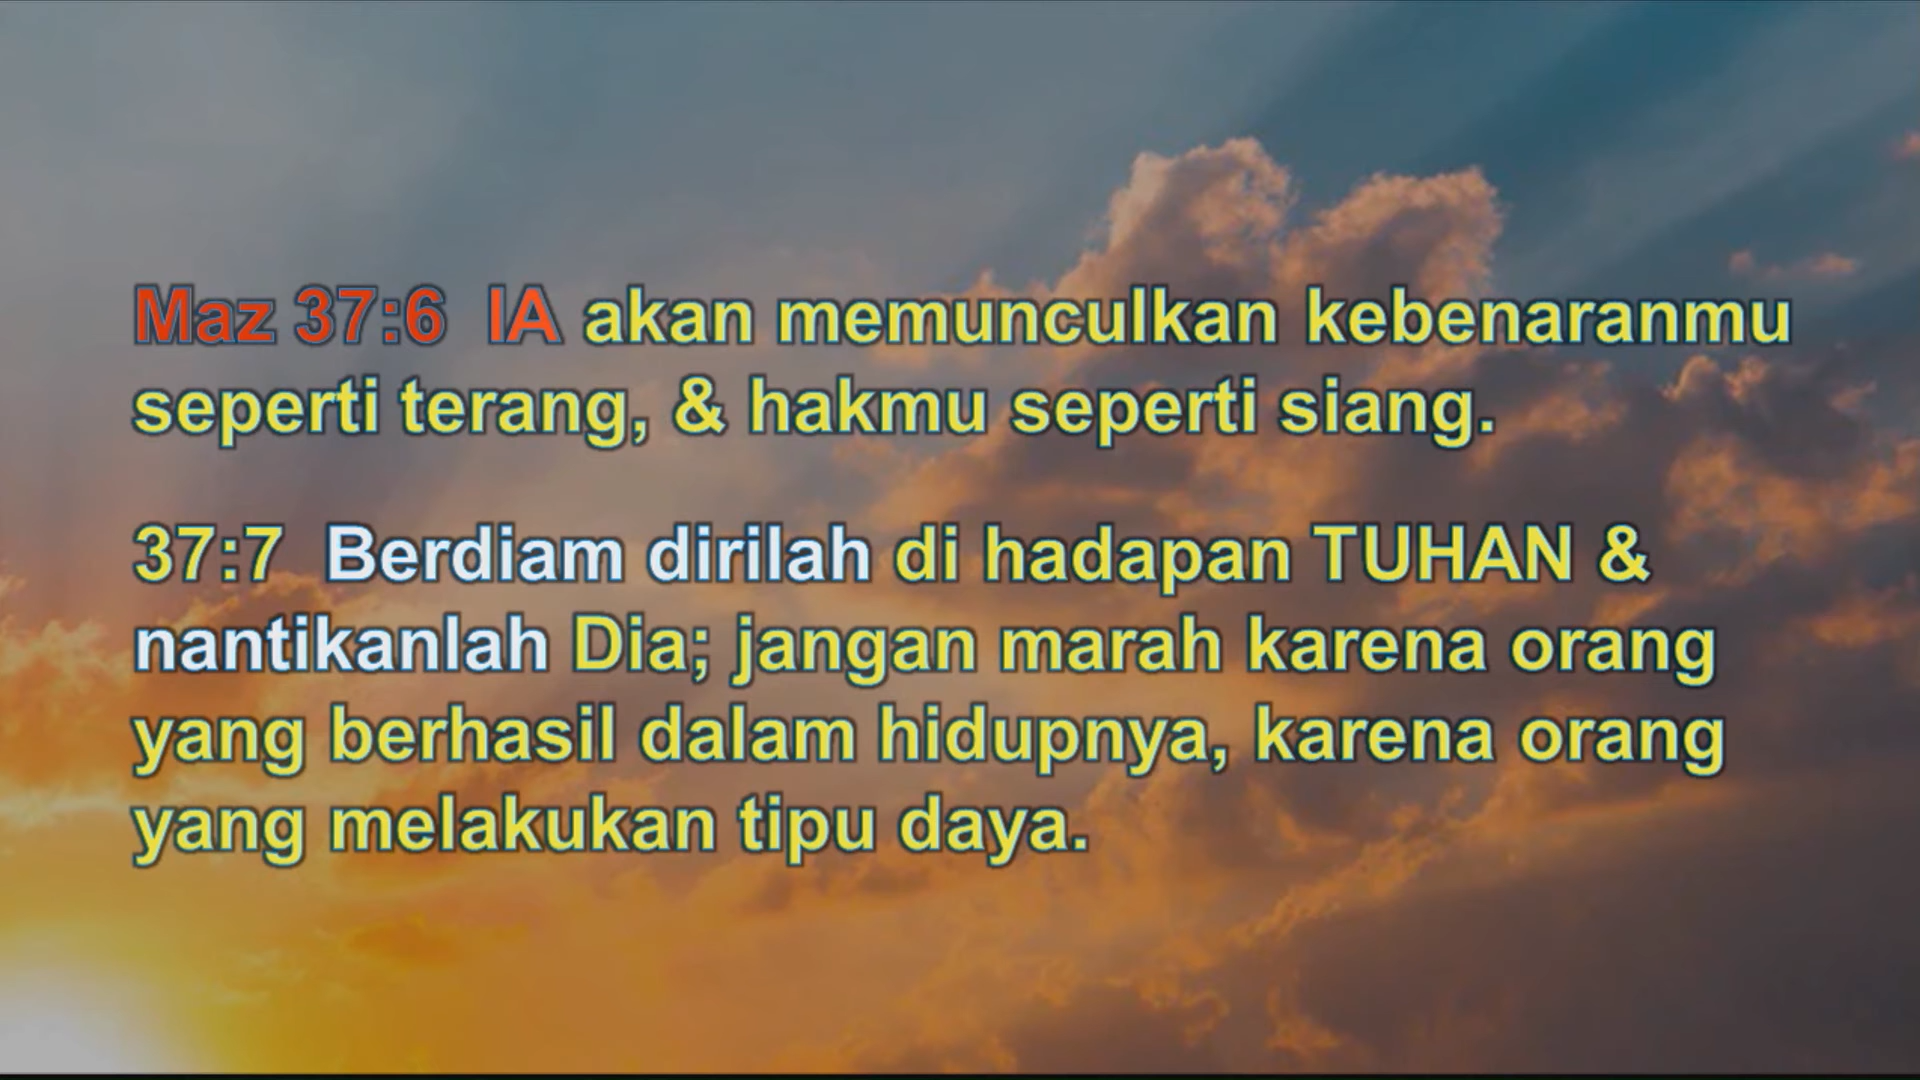 Maz 37:6 IA akan memunculkan kebenaranmu
seperti terang, & hakmu seperti siang.
37:7 Berdiam dirilah di hadapan TUHAN &
nantikanlah Dia; jangan marah karena orang
yang berhasil dalam hidupnya, karena orang
yang melakukan tipu daya.